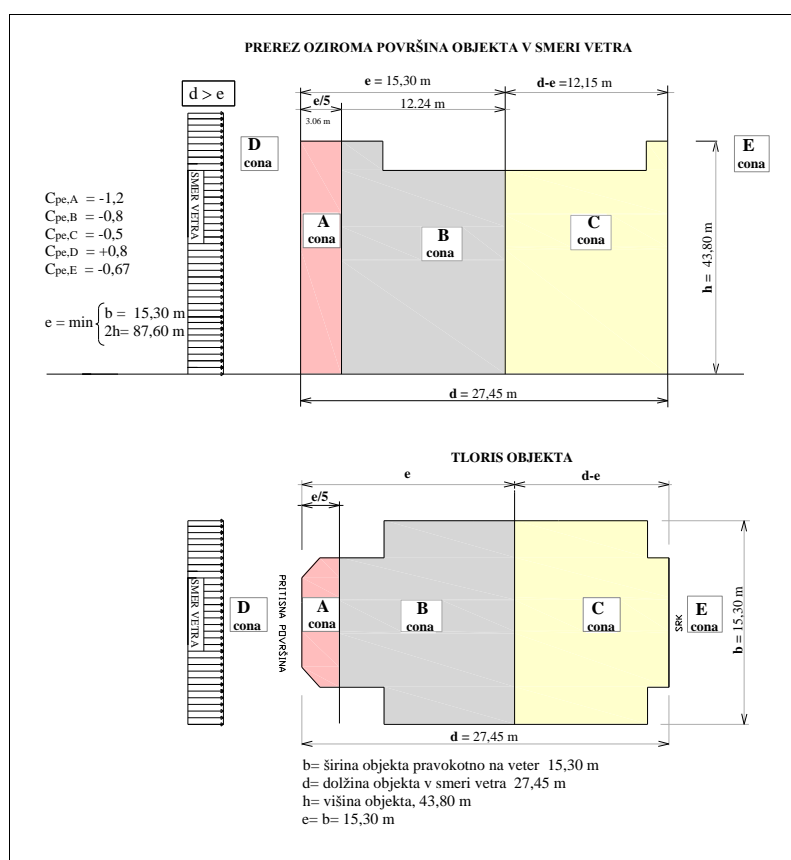 PREREZ OZIROMA POVRŠINA OBJEKTA V SMERI VETRA
e = 15,30 m
d-e =12,15 m
d > e
e/5
12.24 m
3.06 m
D
cona
E
cona
SMER VETRA
Cpe,A = -1,2
Cpe,B = -0,8
Cpe,C = -0,5
Cpe,D = +0,8
Cpe,E = -0,67
A
cona
B
cona
C
cona
h = 43,80 m
e = min { b = 15,30 m
2h= 87,60 m
d = 27,45 m
TLORIS OBJEKTA
e
d-e
e/5
SMER VETRA
D
cona
PRITISNA POVRŠINA
A
cona
B
cona
C
cona
SRK
E
cona
b = 15,30 m
d = 27,45 m
b= širina objekta pravokotno na veter 15,30 m
d= dolžina objekta v smeri vetra 27,45 m
h= višina objekta, 43,80 m
e= b= 15,30 m